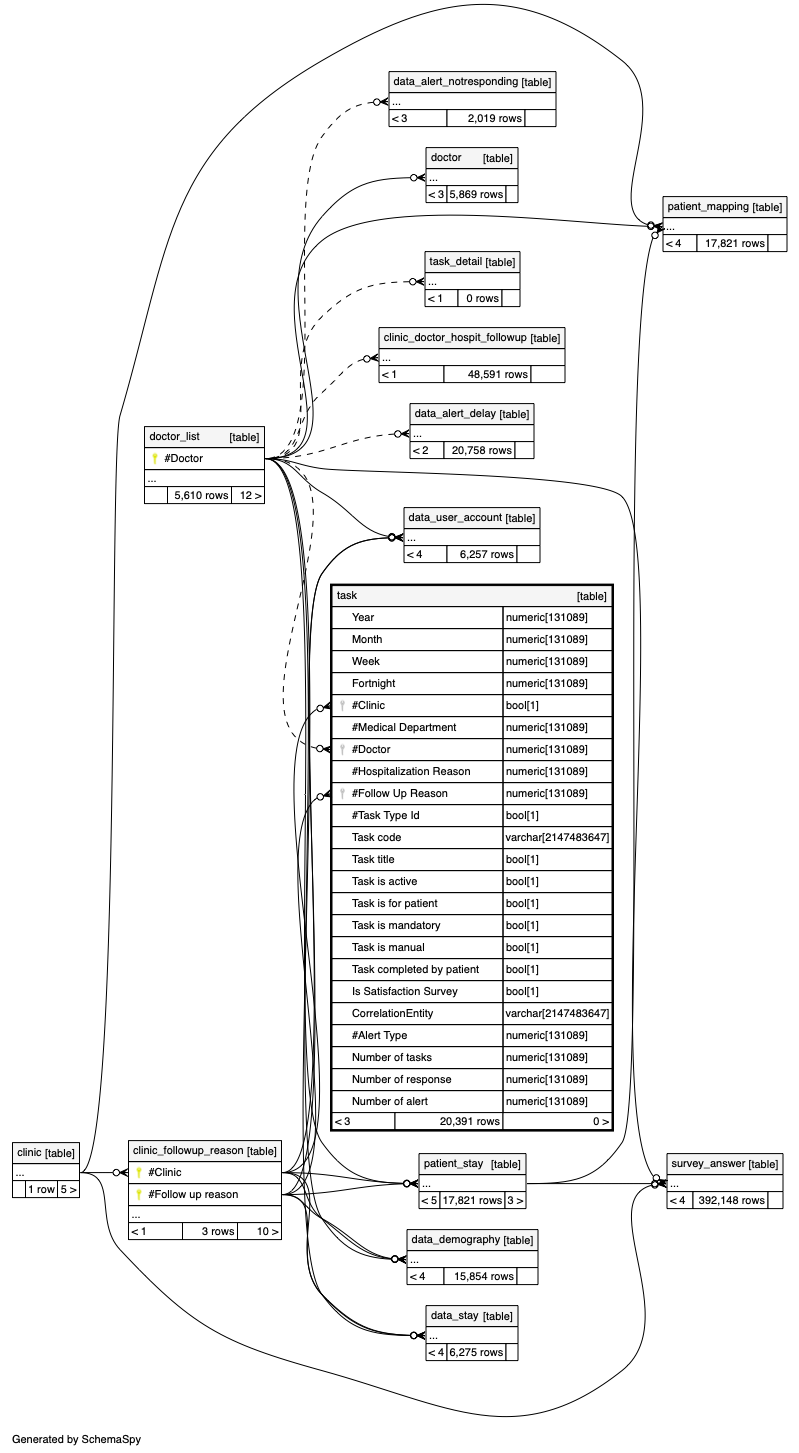 data_alert_notresponding [table]
...
< 3 2,019 rows
doctor [table]
...
< 3 5,869 rows
patient_mapping [table]
...
< 4 17,821 rows
task_detail [table]
...
< 1 0 rows
clinic_doctor_hospit_followup [table]
...
< 1 48,591 rows
data_alert_delay [table]
...
< 2 20,758 rows
doctor_list [table]
#Doctor
...
5,610 rows 12 >
data_user_account [table]
...
< 4 6,257 rows
task [table]
Year numeric[131089]
Month numeric[131089]
Week numeric[131089]
Fortnight numeric[131089]
#Clinic bool[1]
#Medical Department numeric[131089]
#Doctor numeric[131089]
#Hospitalization Reason numeric[131089]
#Follow Up Reason numeric[131089]
#Task Type Id bool[1]
Task code varchar[2147483647]
Task title bool[1]
Task is active bool[1]
Task is for patient bool[1]
Task is mandatory bool[1]
Task is manual bool[1]
Task completed by patient bool[1]
Is Satisfaction Survey bool[1]
CorrelationEntity varchar[2147483647]
#Alert Type numeric[131089]
Number of tasks numeric[131089]
Number of response numeric[131089]
Number of alert numeric[131089]
< 3 20,391 rows 0 >
clinic [table]
...
1 row 5 >
clinic_followup_reason [table]
#Clinic
#Follow up reason
...
< 1 3 rows 10 >
patient_stay [table]
...
< 5 17,821 rows 3 >
survey_answer [table]
...
< 4 392,148 rows
data_demography [table]
...
< 4 15,854 rows
data_stay [table]
...
< 4 6,275 rows
Generated by SchemaSpy